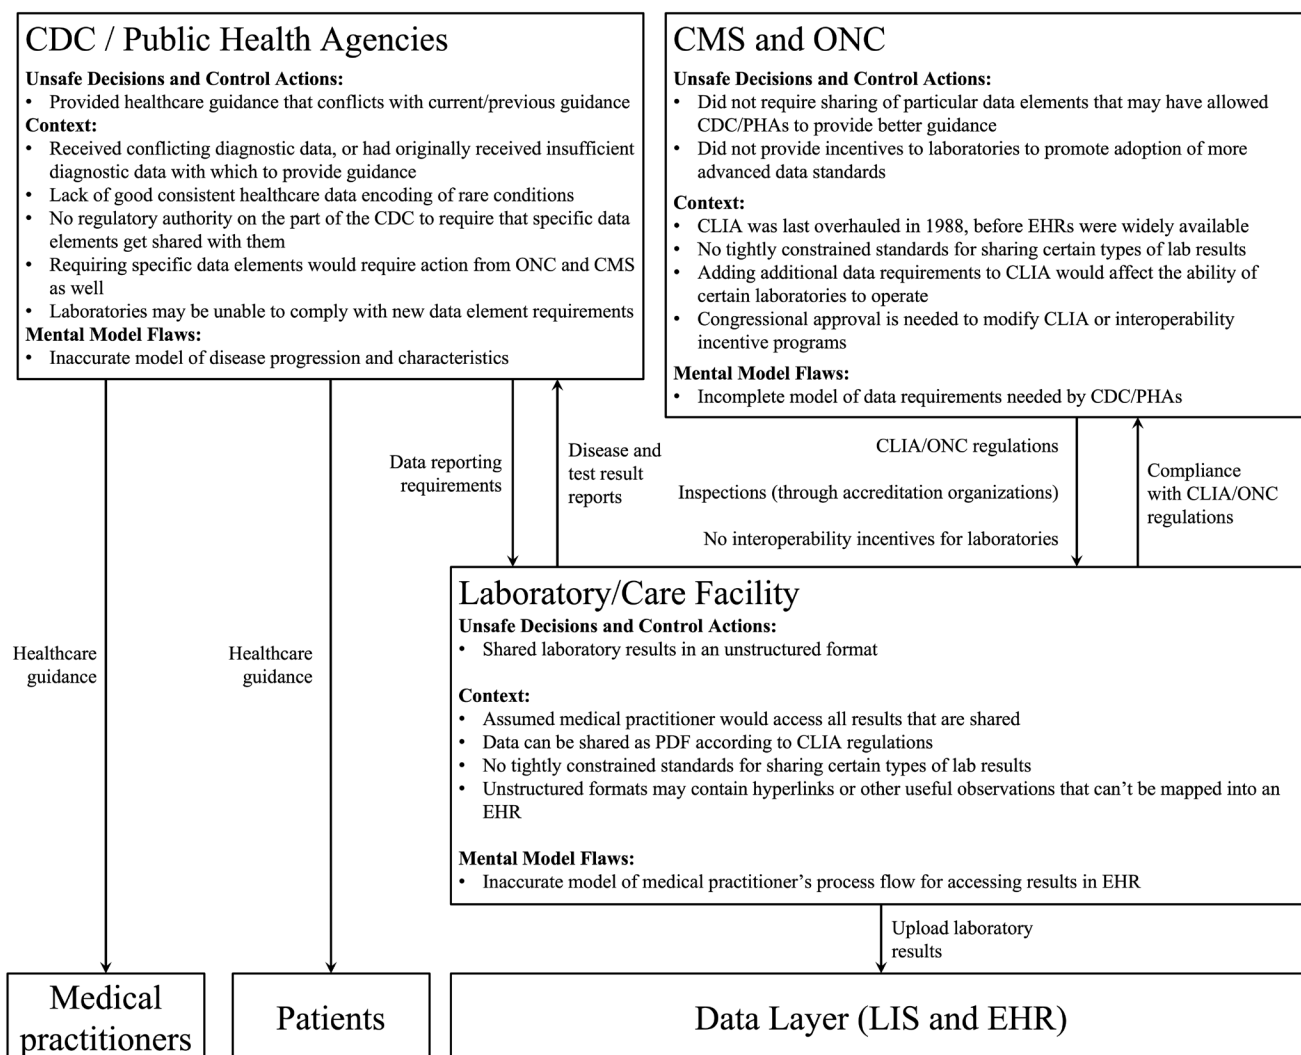 CDC / Public Health Agencies
Unsafe Decisions and Control Actions:
• Provided healthcare guidance that conflicts with current/previous guidance
Context:
• Received conflicting diagnostic data, or had originally received insufficient
diagnostic data with which to provide guidance
• Lack of good consistent healthcare data encoding of rare conditions
• No regulatory authority on the part of the CDC to require that specific data
elements get shared with them
• Requiring specific data elements would require action from ONC and CMS
as well
• Laboratories may be unable to comply with new data element requirements
Mental Model Flaws:
• Inaccurate model of disease progression and characteristics
CMS and ONC
Unsafe Decisions and Control Actions:
• Did not require sharing of particular data elements that may have allowed
CDC/PHAs to provide better guidance
• Did not provide incentives to laboratories to promote adoption of more
advanced data standards
Context:
• CLIA was last overhauled in 1988, before EHRs were widely available
• No tightly constrained standards for sharing certain types of lab results
• Adding additional data requirements to CLIA would affect the ability of
certain laboratories to operate
• Congressional approval is needed to modify CLIA or interoperability
incentive programs
Mental Model Flaws:
• Incomplete model of data requirements needed by CDC/PHAs
Data reporting
requirements
Disease and
test result
reports
CLIA/ONC regulations
Inspections (through accreditation organizations)
No interoperability incentives for laboratories
Compliance
with CLIA/ONC
regulations
Healthcare
guidance
Healthcare
guidance
Laboratory/Care Facility
Unsafe Decisions and Control Actions:
• Shared laboratory results in an unstructured format
Context:
• Assumed medical practitioner would access all results that are shared
• Data can be shared as PDF according to CLIA regulations
• No tightly constrained standards for sharing certain types of lab results
• Unstructured formats may contain hyperlinks or other useful observations that can’t be mapped into an
EHR
Mental Model Flaws:
• Inaccurate model of medical practitioner’s process flow for accessing results in EHR
Upload laboratory
results
Medical
practitioners
Patients
Data Layer (LIS and EHR)